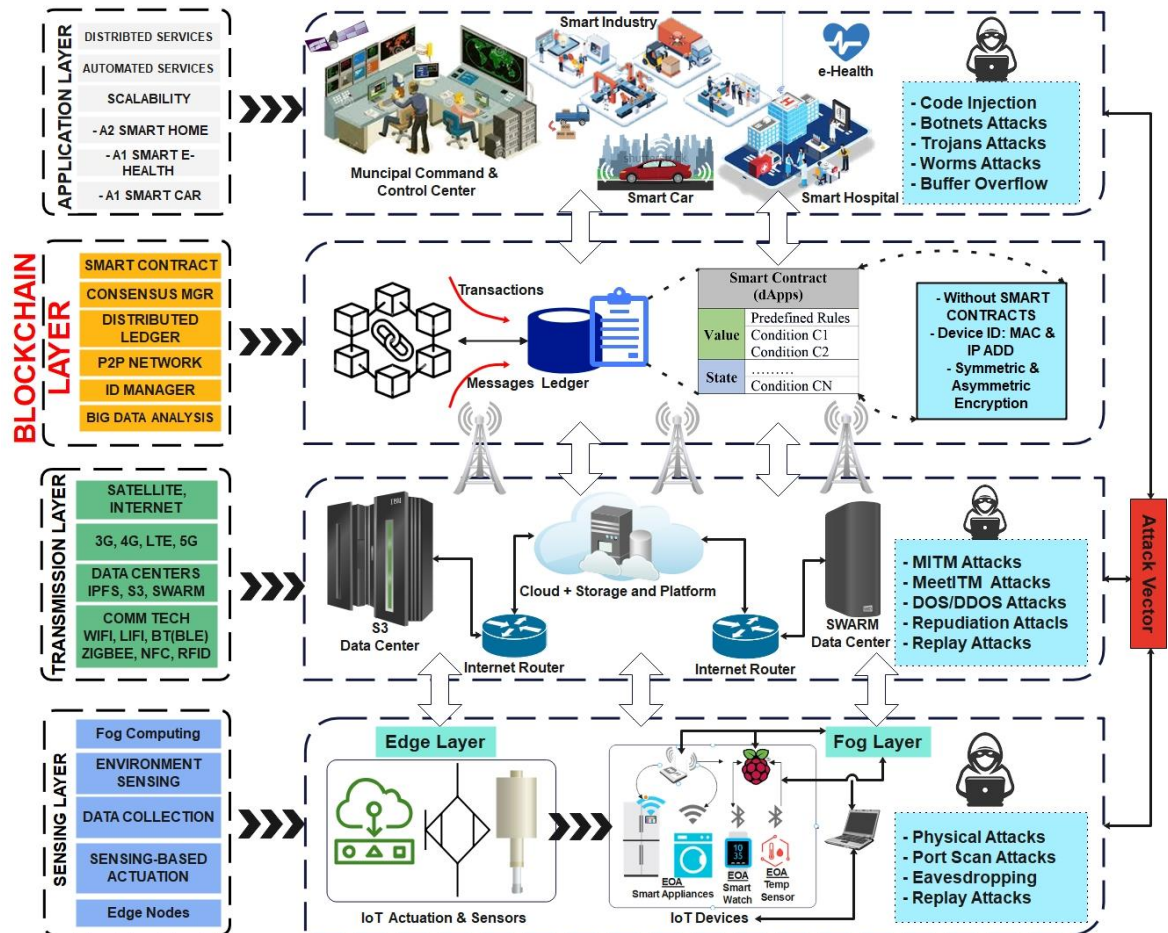 APPLICATION LAYER
DISTRIBTED SERVICES
AUTOMATED SERVICES
SCALABILITY
- A2 SMART HOME
- A1 SMART E-
HEALTH
- A1 SMART CAR
Smart Industry
e-Health
Muncipal Command &
Control Center
Smart Car
Smart Hospital
- Code Injection
- Botnets Attacks
- Trojans Attacks
- Worms Attacks
- Buffer Overflow
BLOCKCHAIN
LAYER
SMART CONTRACT
CONSENSUS MGR
DISTRIBUTED
LEDGER
P2P NETWORK
ID MANAGER
BIG DATA ANALYSIS
Transactions
Messages
Ledger
Smart Contract
(dApps)
Value
Predefined Rules
Condition C1
Condition C2
State
.........
Condition CN
- Without SMART
CONTRACTS
- Device ID: MAC &
IP ADD
- Symmetric &
Asymmetric
Encryption
TRANSMISSION LAYER
SATELLITE,
INTERNET
3G, 4G, LTE, 5G
DATA CENTERS
IPFS, S3, SWARM
COMM TECH
WIFI, LIFI, BT(BLE)
ZIGBEE, NFC, RFID
S3
Data Center
Internet Router
Cloud + Storage and Platform
Internet Router
SWARM
Data Center
- MITM Attacks
- MeetITM Attacks
- DOS/DDOS Attacks
- Repudiation Attacls
- Replay Attacks
Attack Vector
SENSING LAYER
Fog Computing
ENVIRONMENT
SENSING
DATA COLLECTION
SENSING-BASED
ACTUATION
Edge Nodes
Edge Layer
IoT Actuation & Sensors
Fog Layer
10
35
EOA
Smart Appliances
EOA
Smart
Watch
EOA
Temp
Sensor
IoT Devices
- Physical Attacks
- Port Scan Attacks
- Eavesdropping
- Replay Attacks